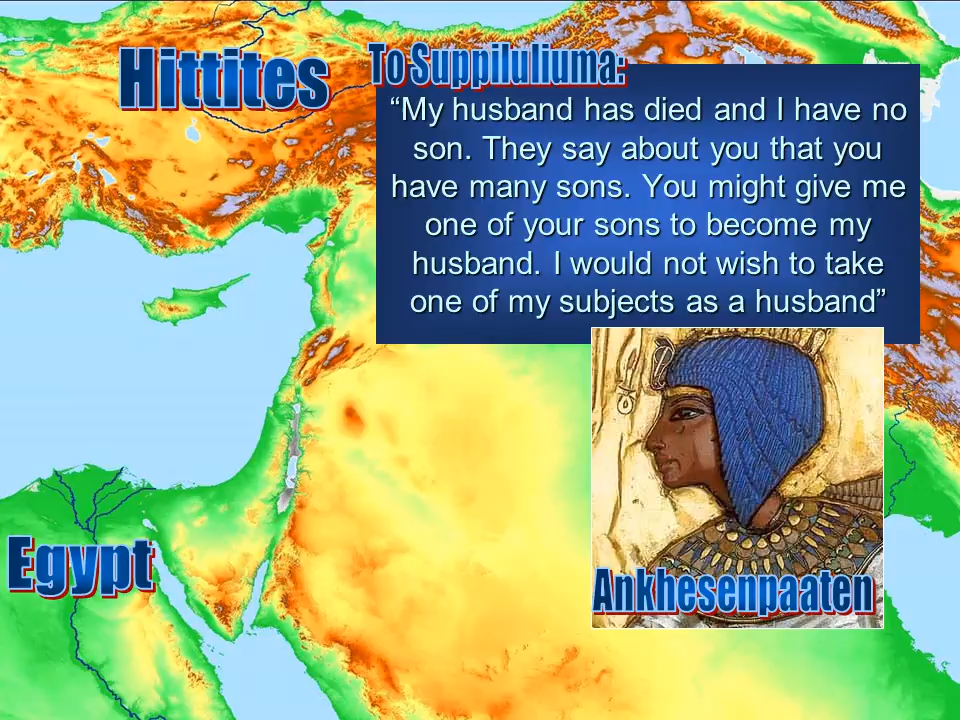 Hittites
To Suppiluliuma:
“My husband has died and I have no
son. They say about you that you
have many sons. You might give me
one of your sons to become my
husband. I would not wish to take
one of my subjects as a husband”
Egypt
Ankhesenpaaten